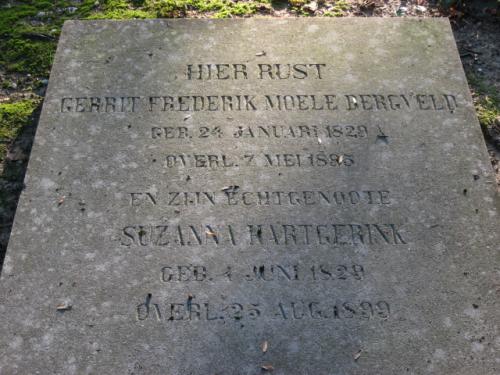 HIER RUST
GERRIT FREDERIK MOELE BERGVELD
GEB. 24 JANUARI 1829
OVERL. 7 MEI 1895
EN ZIJN ECHTGENOOTE
SUZANNA HARTGERINK
GEB. 4 JUNI 1829
OVERL. 25 AUG. 1899